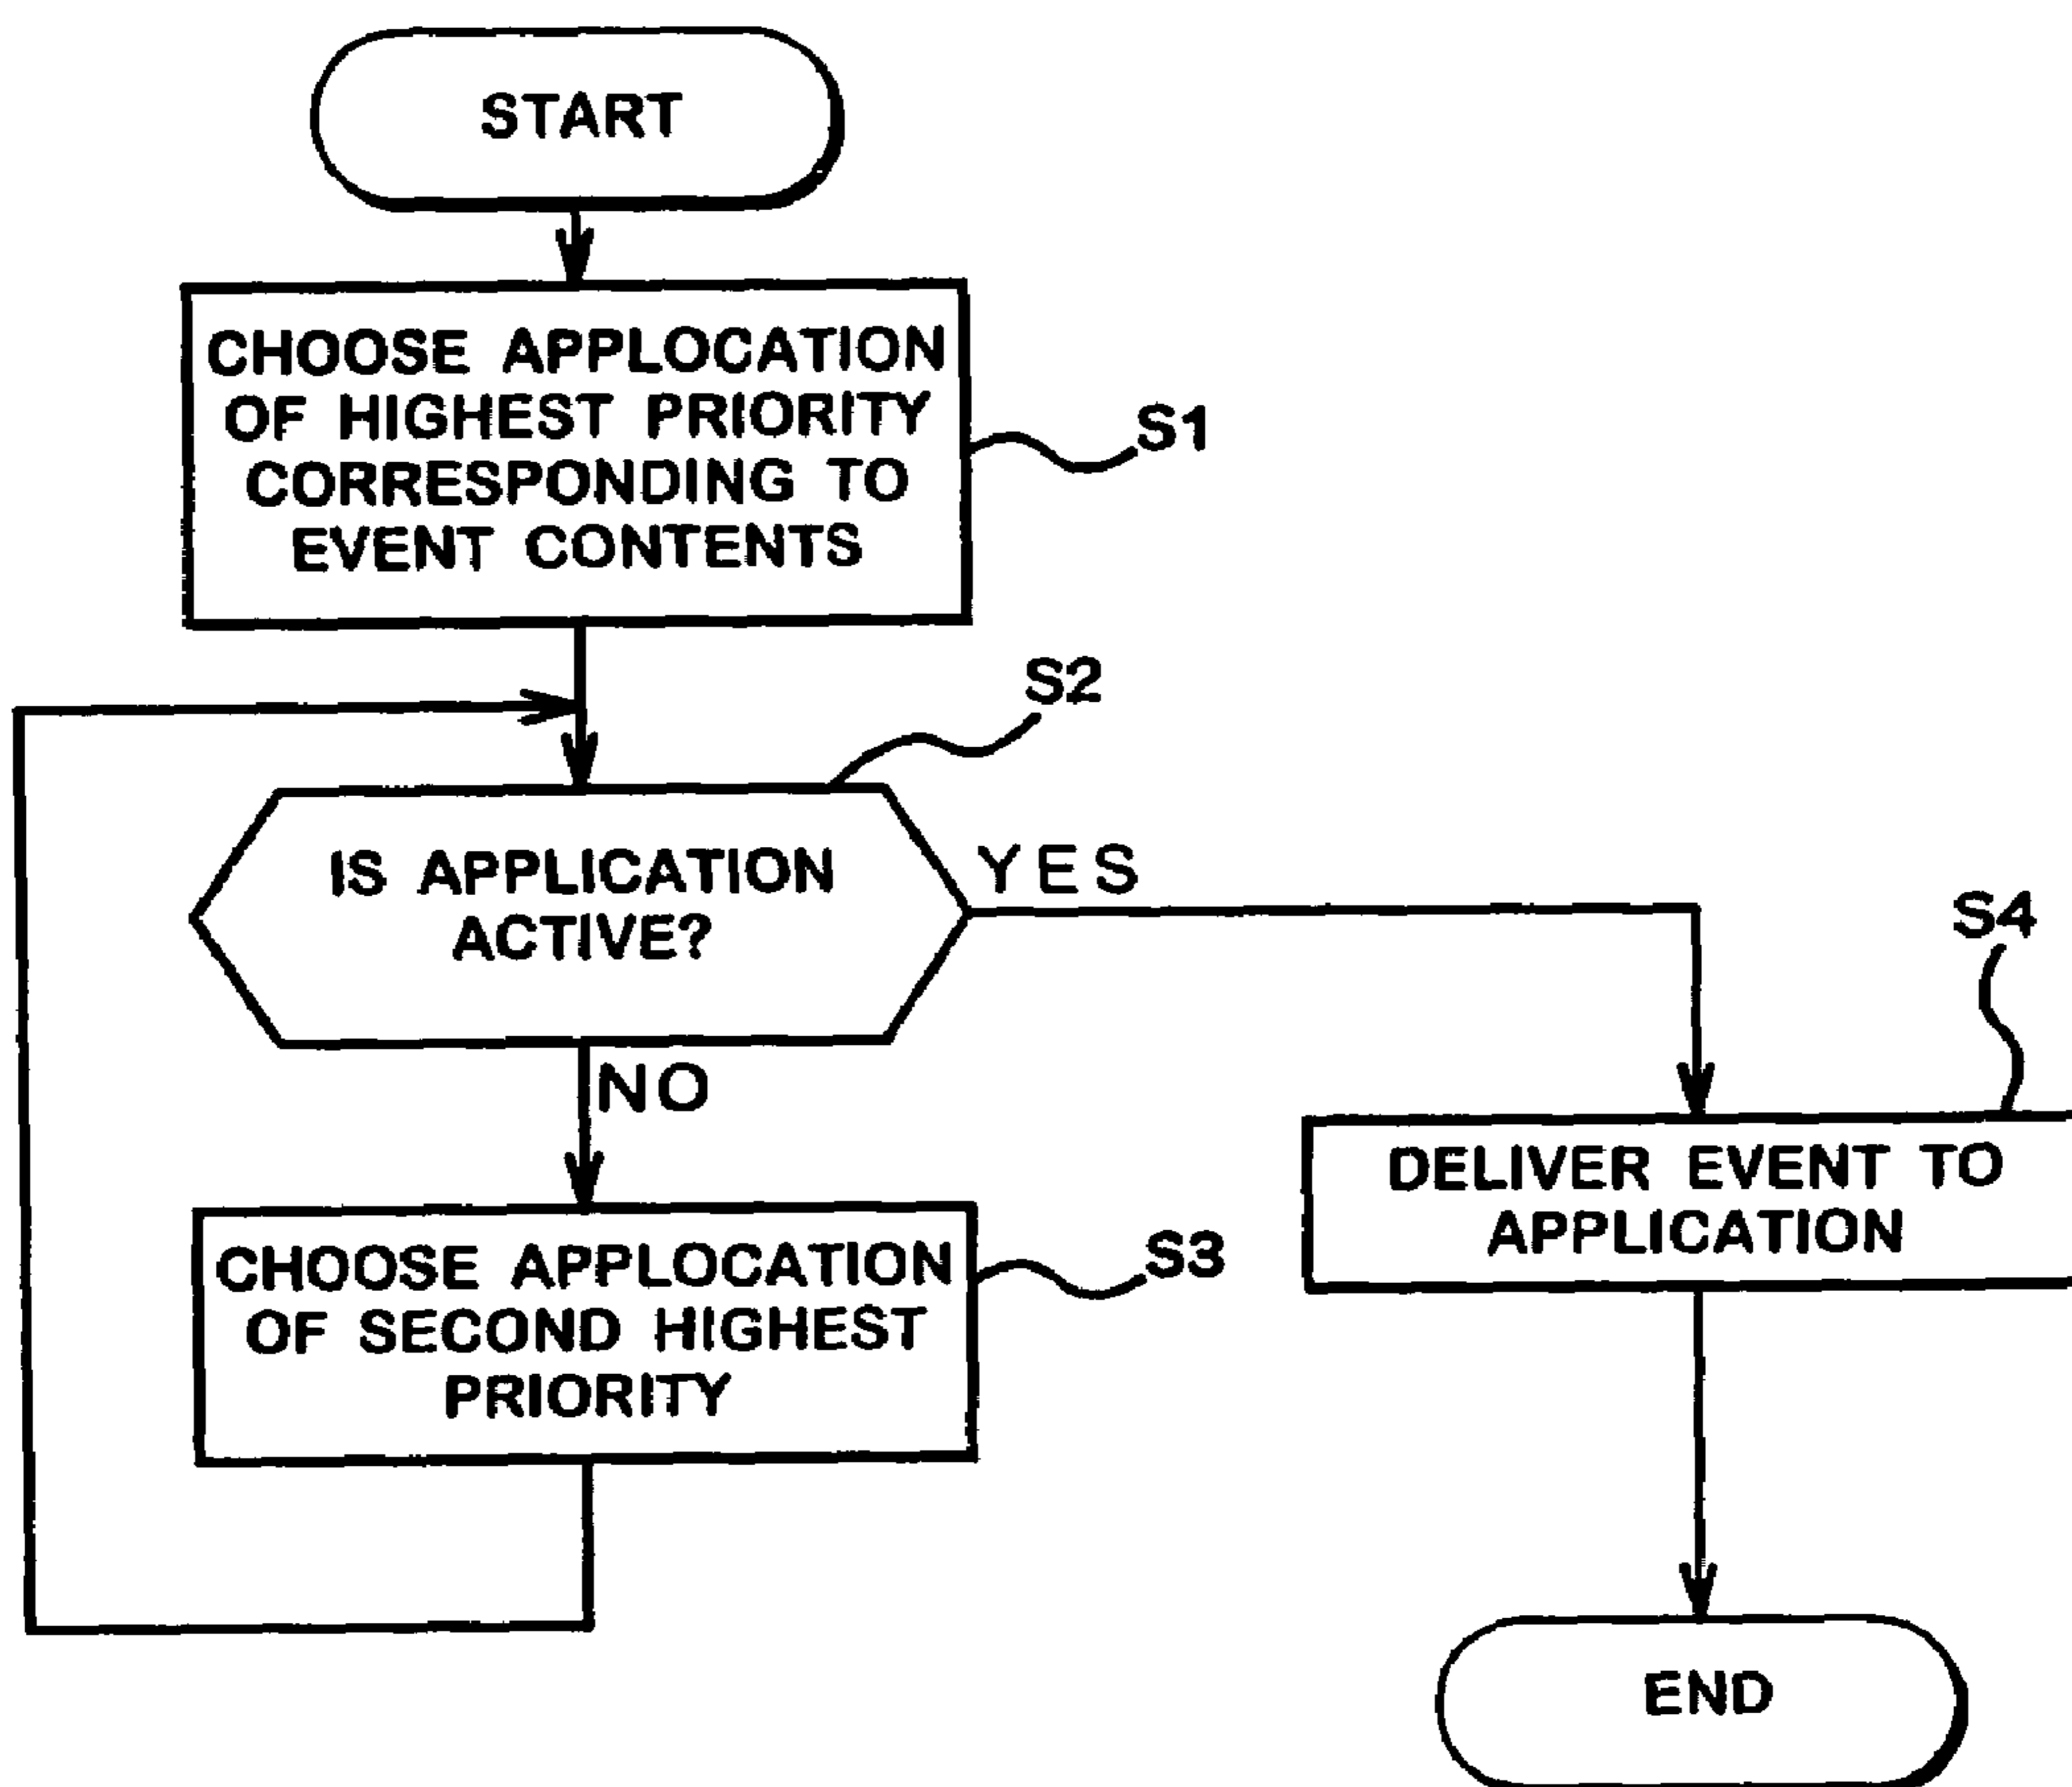 START
CHOOSE APPLOCATION
OF HIGHEST PRIORITY
CORRESPONDING TO
EVENT CONTENTS
S1
S2
IS APPLICATION
ACTIVE?
YES
NO
S4
DELIVER EVENT TO
APPLICATION
CHOOSE APPLOCATION
OF SECOND HIGHEST
PRIORITY
S3
END